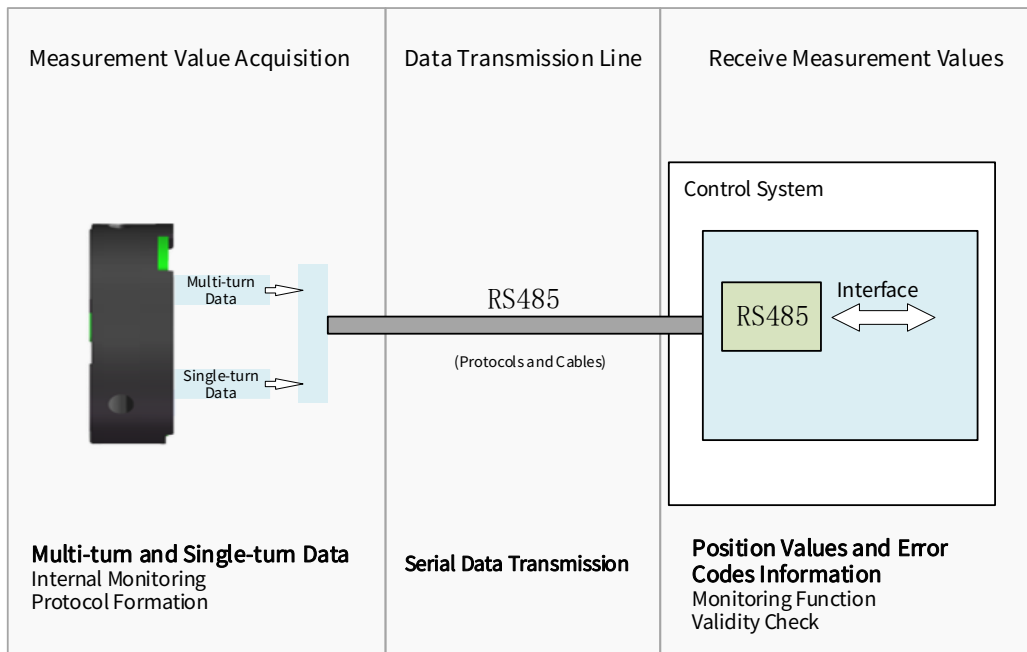 Measurement Value Acquisition
Data Transmission Line
Receive Measurement Values
Control System
Multi-turn
Data
Single-turn
Data
RS485
(Protocols and Cables)
RS485
Interface
Multi-turn and Single-turn Data
Internal Monitoring
Protocol Formation
Serial Data Transmission
Position Values and Error
Codes Information
Monitoring Function
Validity Check